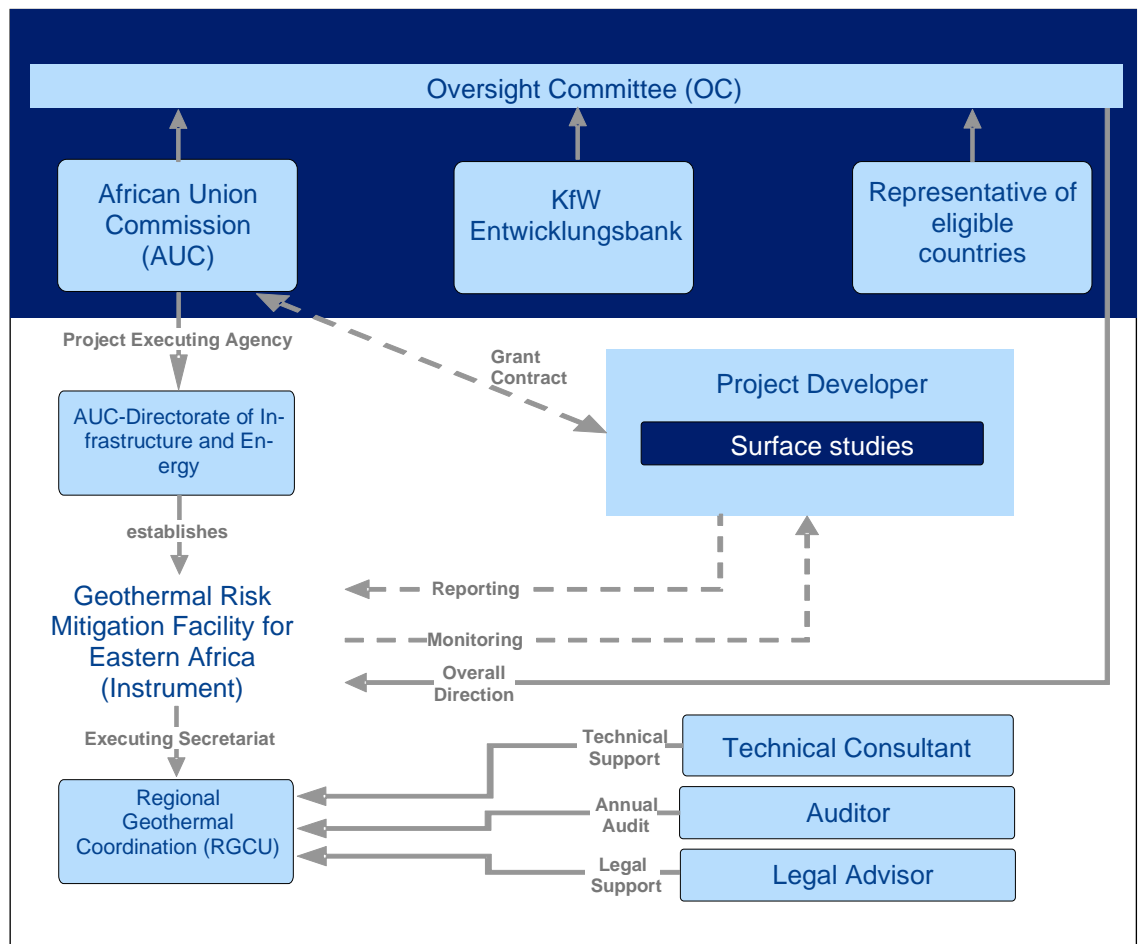 Oversight Committee (OC)
African Union
Commission
(AUC)
KfW
Entwicklungsbank
Representative of
eligible
countries
Project Executing Agency
Grant
Contract
Project Developer
Surface studies
AUC-Directorate of In-
frastructure and En-
ergy
establishes
Reporting
Geothermal Risk
Mitigation Facility for
Eastern Africa
(Instrument)
Monitoring
Overall
Direction
Executing Secretariat
Technical
Support
Technical Consultant
Regional
Geothermal
Coordination (RGCU)
Annual
Audit
Auditor
Legal
Support
Legal Advisor